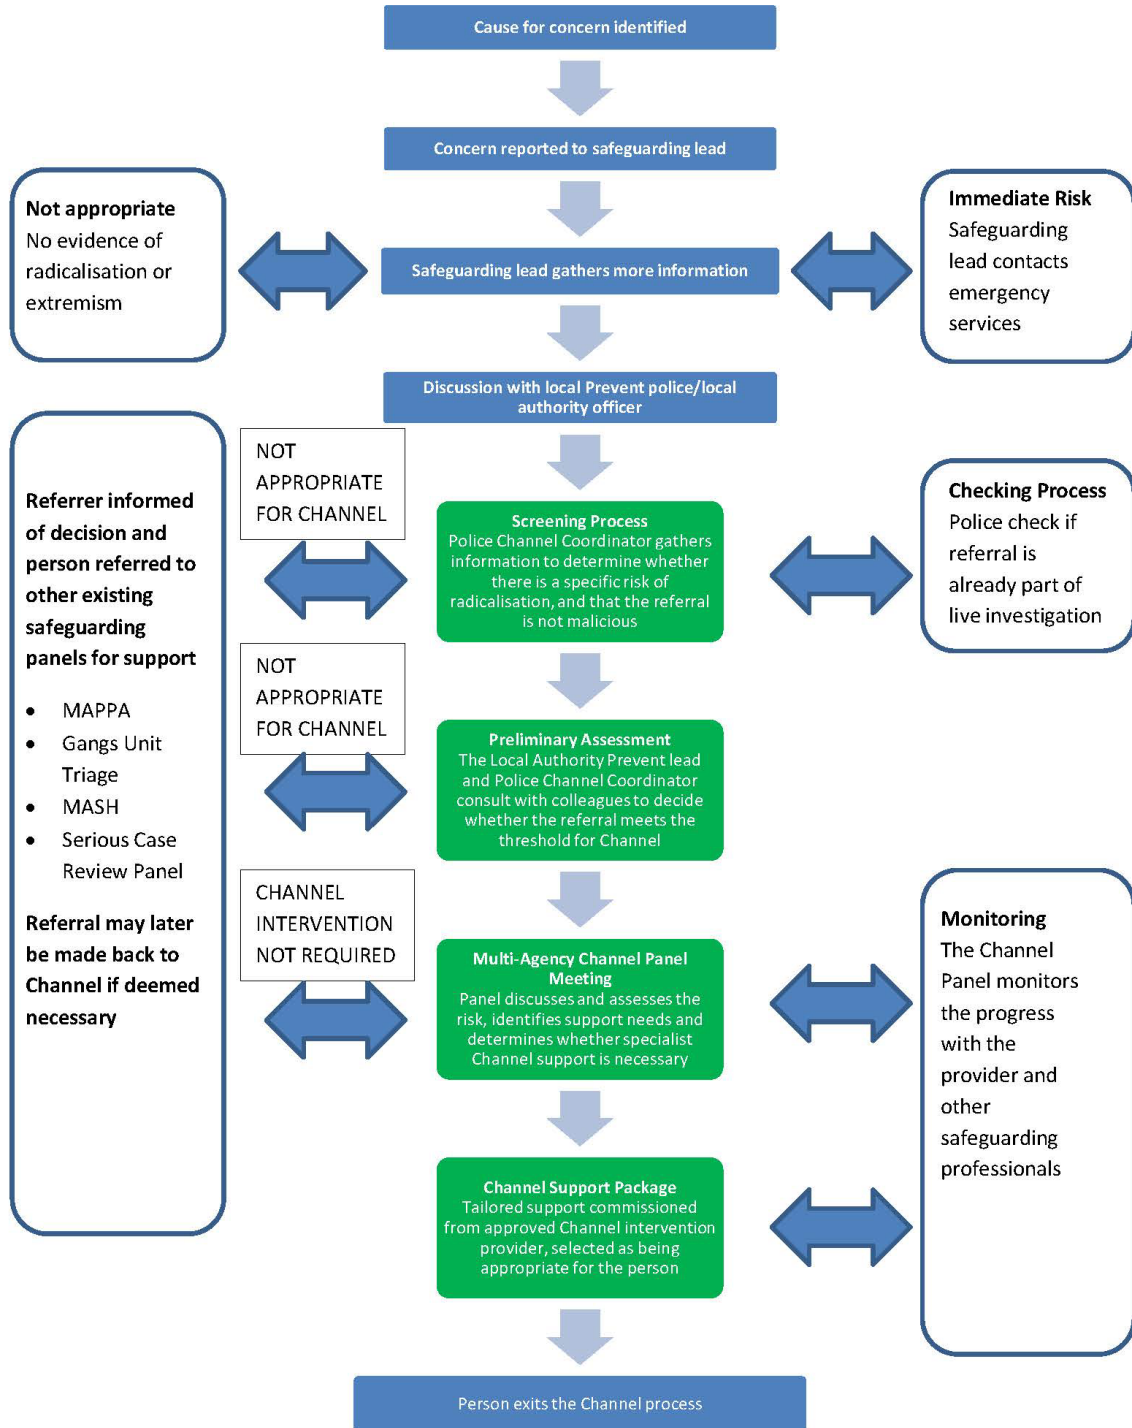 Cause for concern identified
Concern reported to safeguarding lead
Not appropriate
No evidence of
radicalisation or
extremism
Safeguarding lead gathers more information
Immediate Risk
Safeguarding
lead contacts
emergency
services
Discussion with local Prevent police/local
authority officer
Referrer informed
of decision and
person referred to
other existing
safeguarding
panels for support
• MAPPA
• Gangs Unit
Triage
• MASH
• Serious Case
Review Panel
Referral may later
be made back to
Channel if deemed
necessary
NOT
APPROPRIATE
FOR CHANNEL
Screening Process
Police Channel Coordinator gathers
information to determine whether
there is a specific risk of
radicalisation, and that the referral
is not malicious
Checking Process
Police check if
referral is
already part of
live investigation
NOT
APPROPRIATE
FOR CHANNEL
Preliminary Assessment
The Local Authority Prevent lead
and Police Channel Coordinator
consult with colleagues to decide
whether the referral meets the
threshold for Channel
CHANNEL
INTERVENTION
NOT REQUIRED
Multi-Agency Channel Panel
Meeting
Panel discusses and assesses the
risk, identifies support needs and
determines whether specialist
Channel support is necessary
Monitoring
The Channel
Panel monitors
the progress
with the
provider and
other
safeguarding
professionals
Channel Support Package
Tailored support commissioned
from approved Channel intervention
provider, selected as being
appropriate for the person
Person exits the Channel process